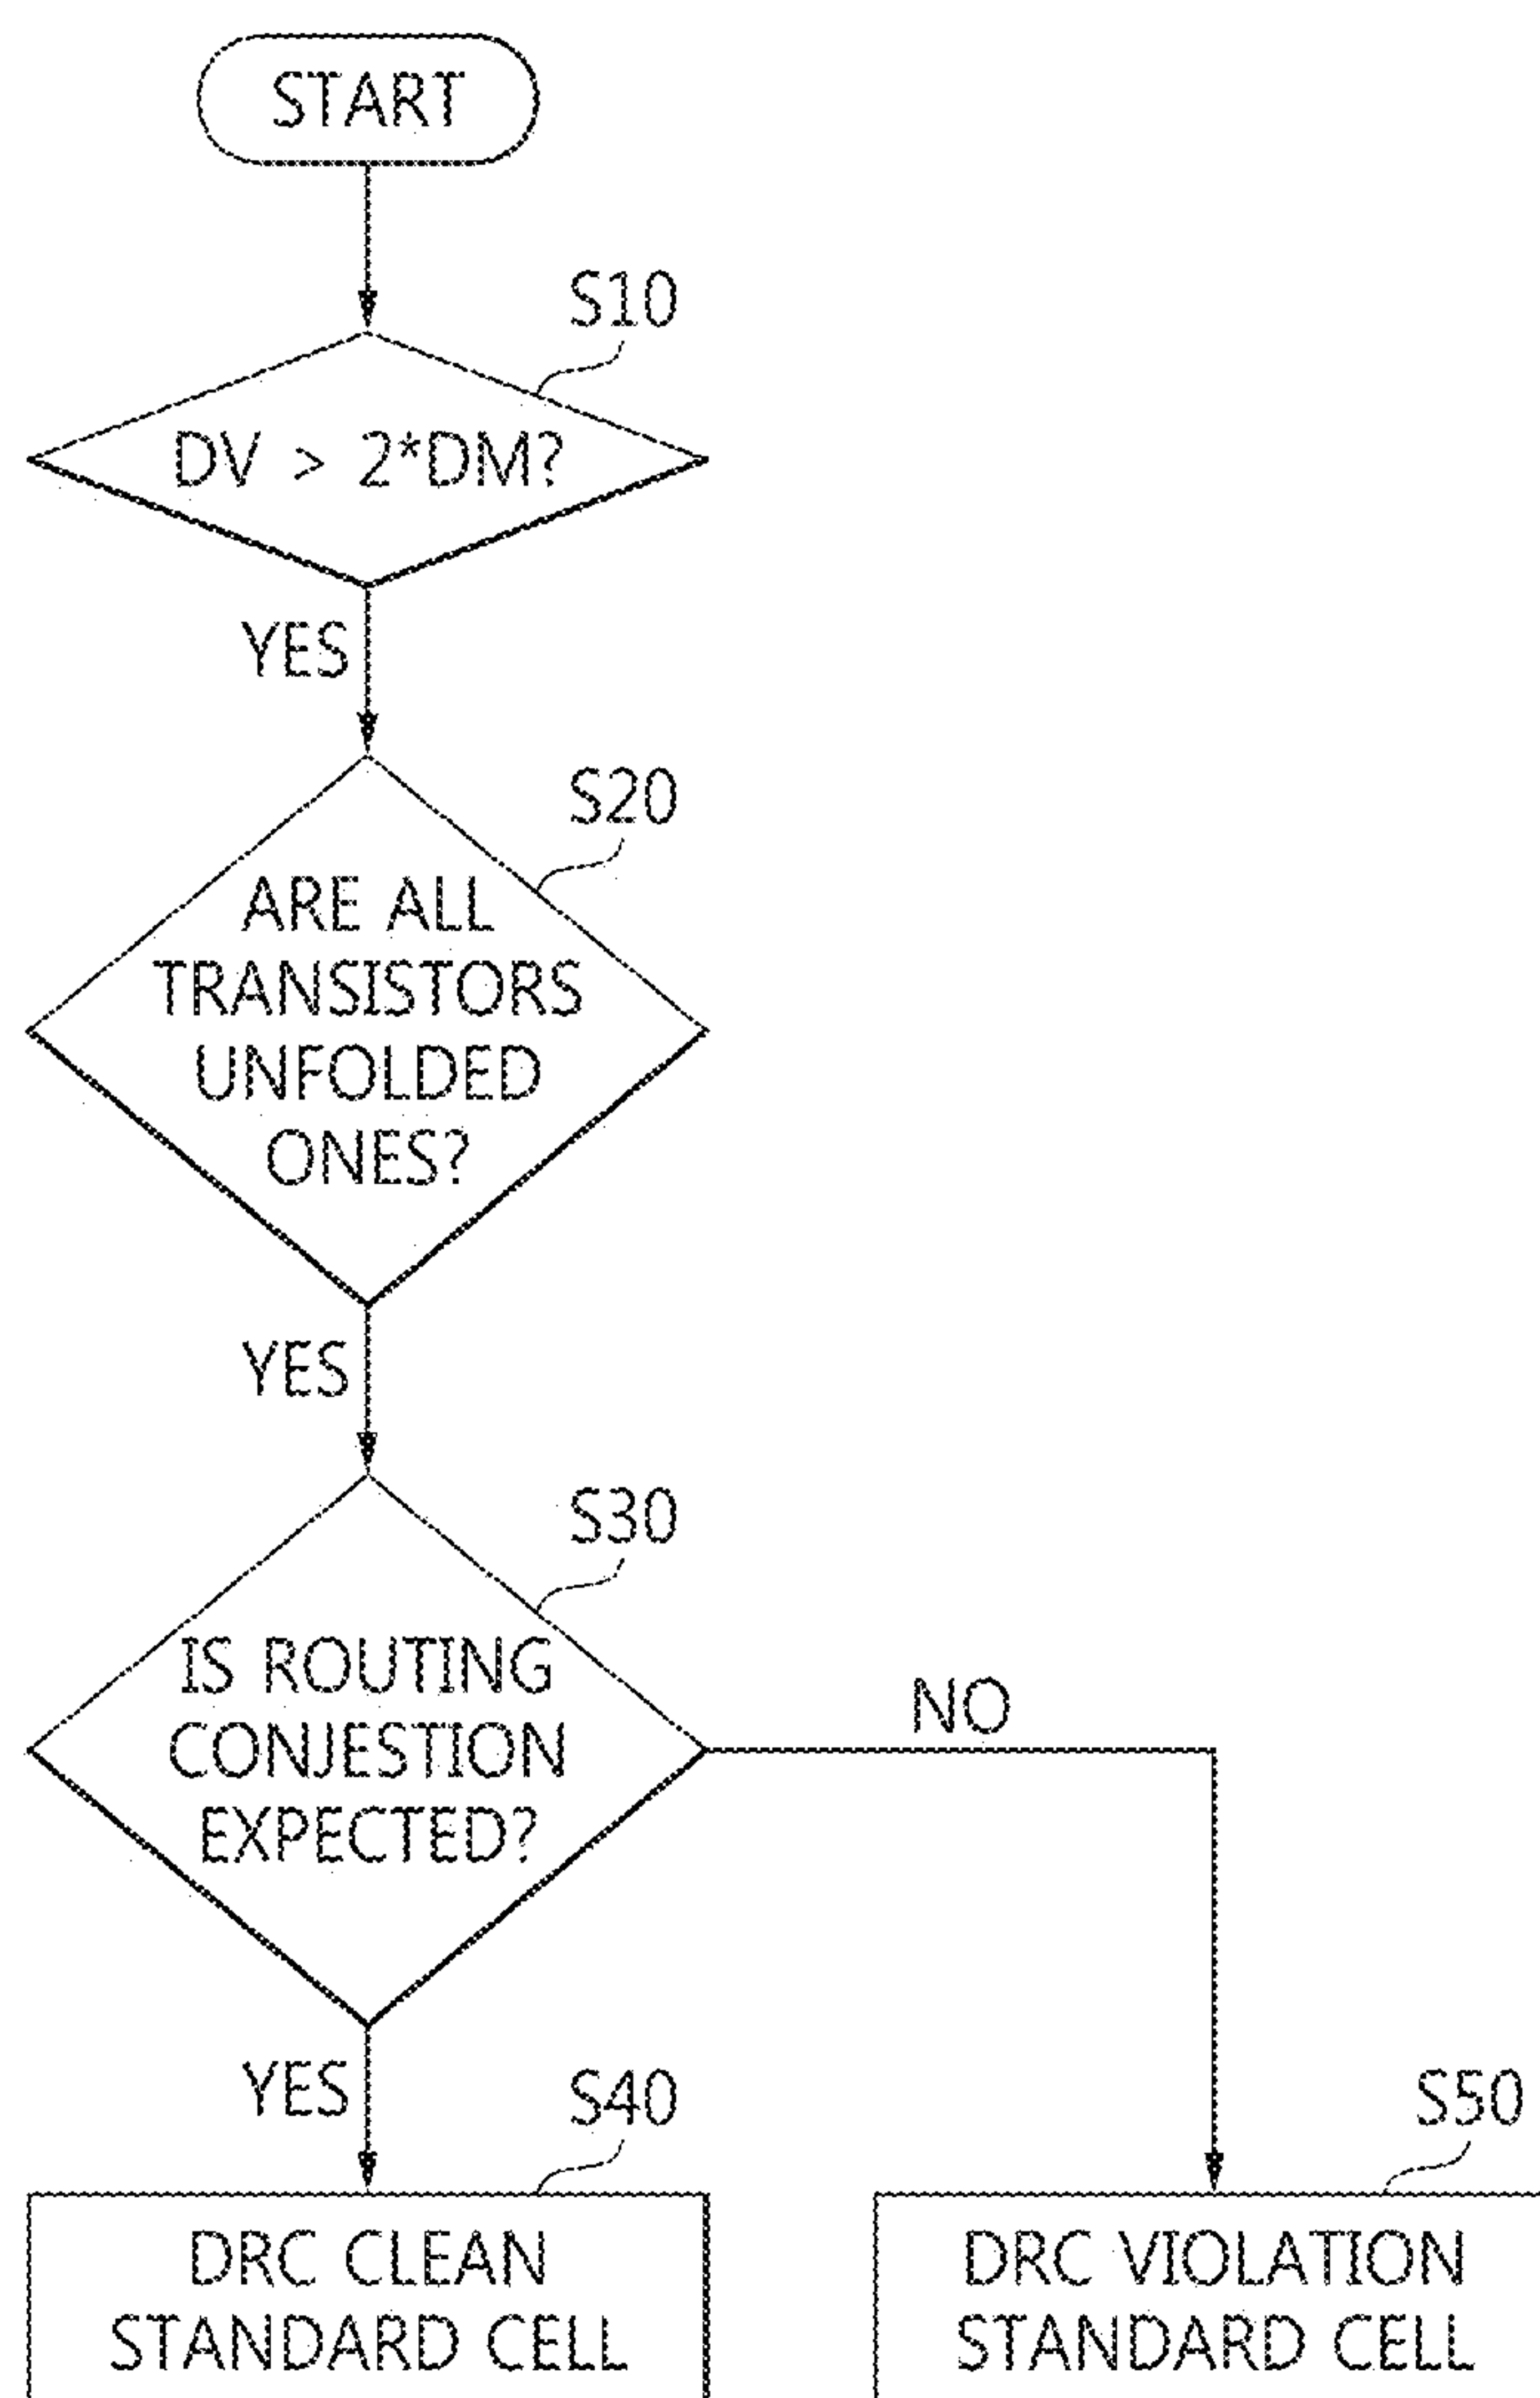 START
S10
DV > 2*DM?
YES
S20
ARE ALL
TRANSISTORS
UNFOLDED
ONES?
YES
S30
IS ROUTING
CONJESTION
EXPECTED?
NO
YES
S40
S50
DRC CLEAN
STANDARD CELL
DRC VIOLATION
STANDARD CELL